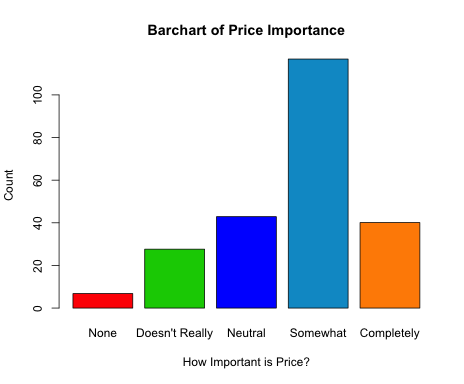 Barchart of Price Importance
Count
100
80
60
40
20
0
None Doesn't Really Neutral Somewhat Completely
How Important is Price?